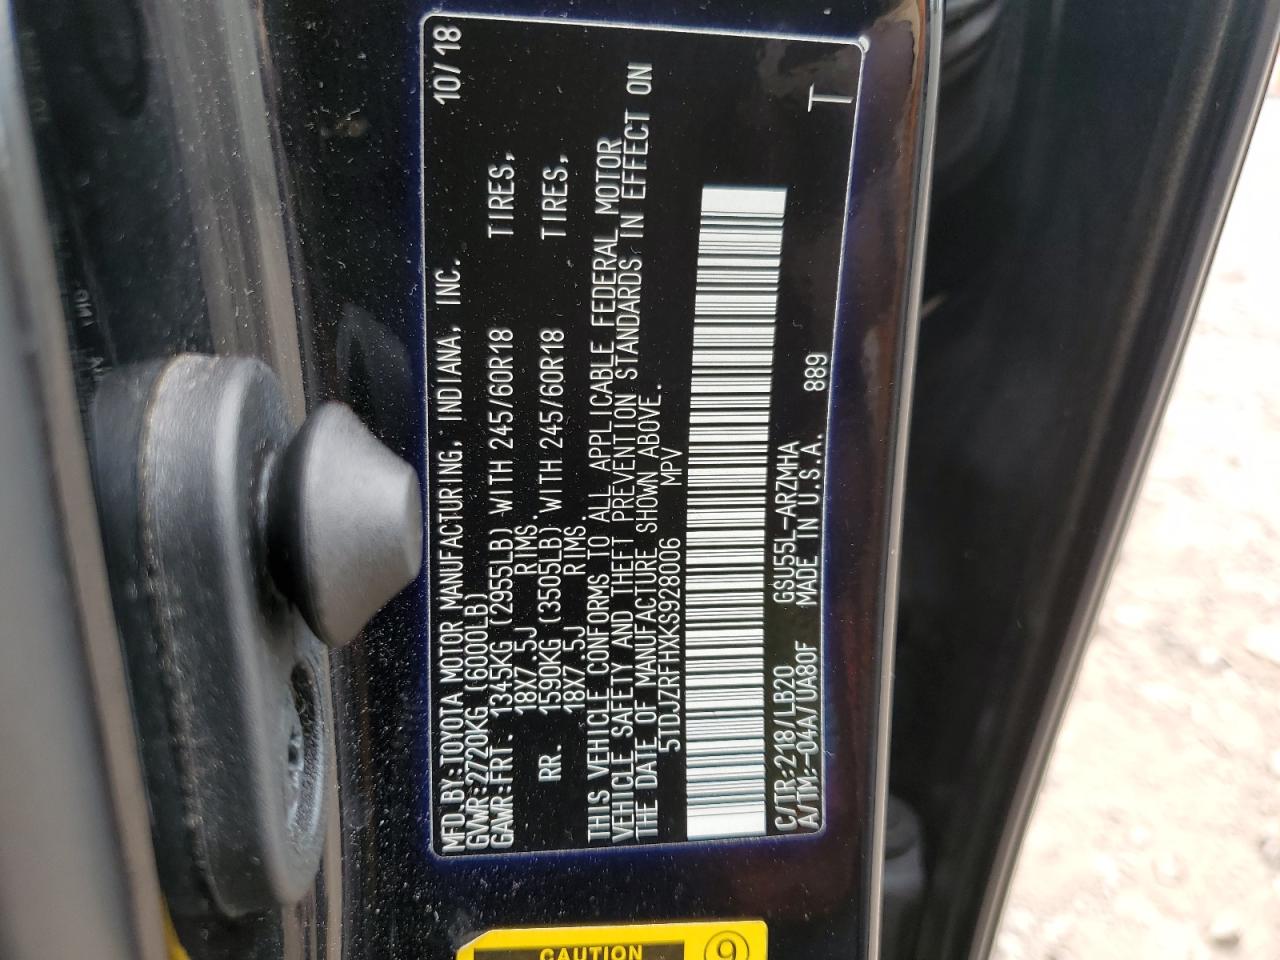 MFD.BY:TOYOTA MOTOR MANUFACTURING, INDIANA, INC. 10/18
GVWR:2720KG (6000LB)
GAWR:FRT. 1345KG (2955LB) WITH 245/60R18 TIRES,
18X7.5J RIMS.
RR. 1590KG (3505LB) WITH 245/60R18 TIRES,
18X7.5J RIMS.
THIS VEHICLE CONFORMS TO ALL APPLICABLE FEDERAL MOTOR
VEHICLE SAFETY AND THEFT PREVENTION STANDARDS IN EFFECT ON
THE DATE OF MANUFACTURE SHOWN ABOVE.
5TDJZRFHXKS928006 MPV
C/TR:218/LB20 GSU55L-ARZMHA
A/TM:-04A/UA80F MADE IN U.S.A. 889
T
CAUTION
9